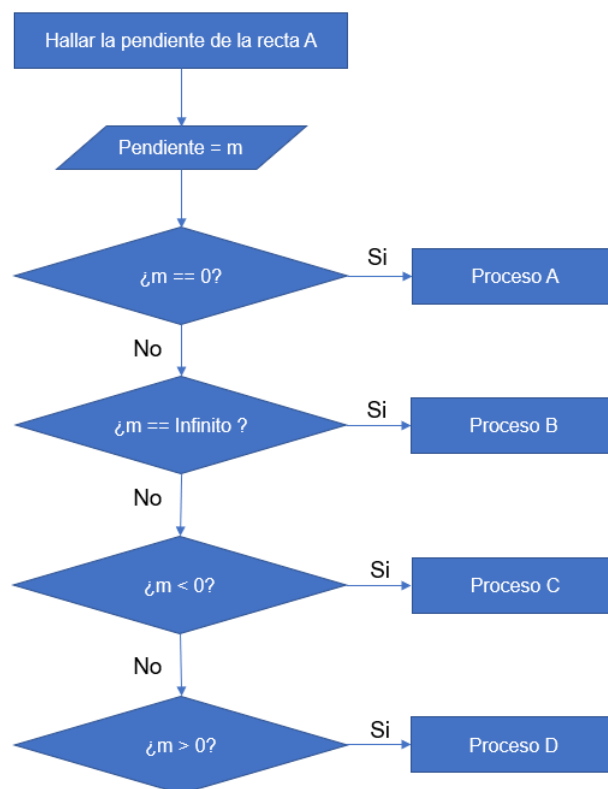 Hallar la pendiente de la recta A
Pendiente = m
¿m == 0?
Si
Proceso A
No
¿m == Infinito ?
Si
Proceso B
No
¿m < 0?
Si
Proceso C
No
¿m > 0?
Si
Proceso D